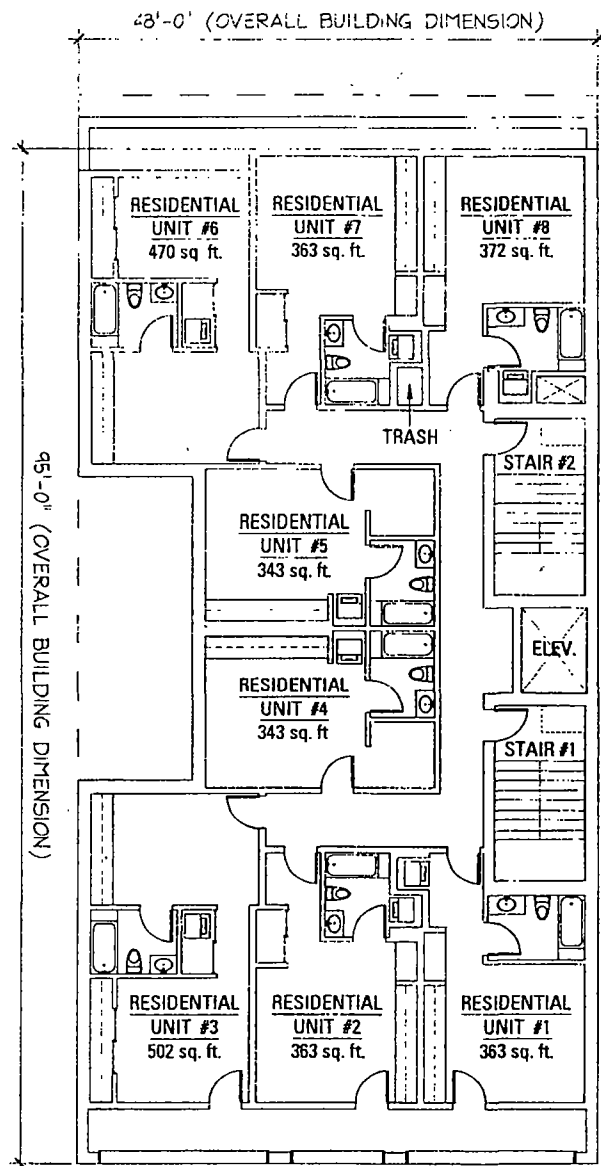 48'-0' (OVERALL BUILDING DIMENSION)
RESIDENTIAL
UNIT #6
470 sq ft.
RESIDENTIAL
UNIT #7
363 sq. ft.
RESIDENTIAL
UNIT #8
372 sq. ft.
TRASH
STAIR #2
95'-0" (OVERALL BUILDING DIMENSION)
RESIDENTIAL
UNIT #5
343 sq. ft.
ELEV.
RESIDENTIAL
UNIT #4
343 sq. ft
STAIR #1
RESIDENTIAL
UNIT #3
502 sq. ft.
RESIDENTIAL
UNIT #2
363 sq. ft.
RESIDENTIAL
UNIT #1
363 sq. ft.